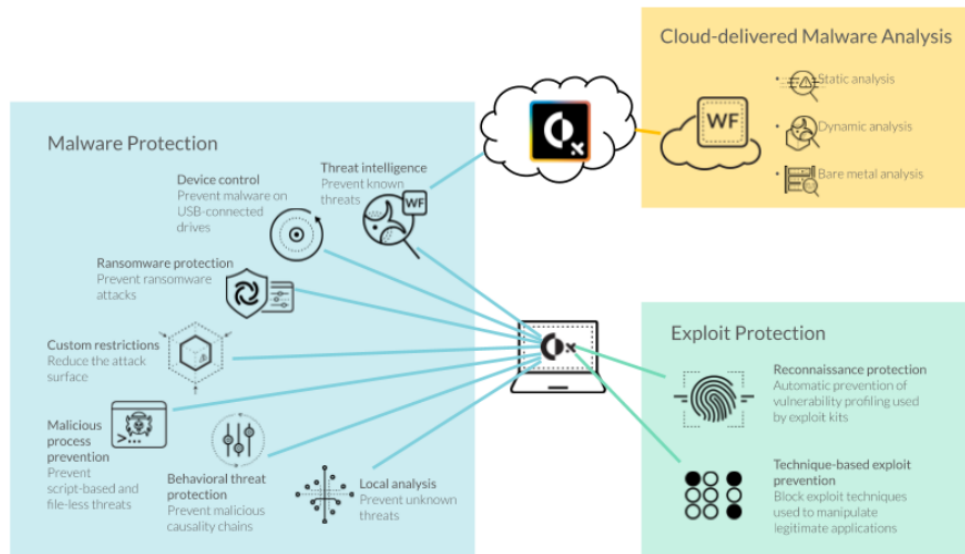 Cloud-delivered Malware Analysis
Static analysis
WF
Dynamic analysis
Bare metal analysis
Malware Protection
Threat intelligence
Prevent known
threats
WF
Device control
Prevent malware on
USB-connected
drives
Ransomware protection
Prevent ransomware
attacks
Custom restrictions
Reduce the attack
surface
Malicious
process
prevention
Prevent
script-based and
file-less threats
>_...
Behavioral threat
protection
Prevent malicious
causality chains
Local analysis
Prevent unknown
threats
Exploit Protection
Reconnaissance protection
Automatic prevention of
vulnerability profiling used
by exploit kits
Technique-based exploit
prevention
Block exploit techniques
used to manipulate
legitimate applications